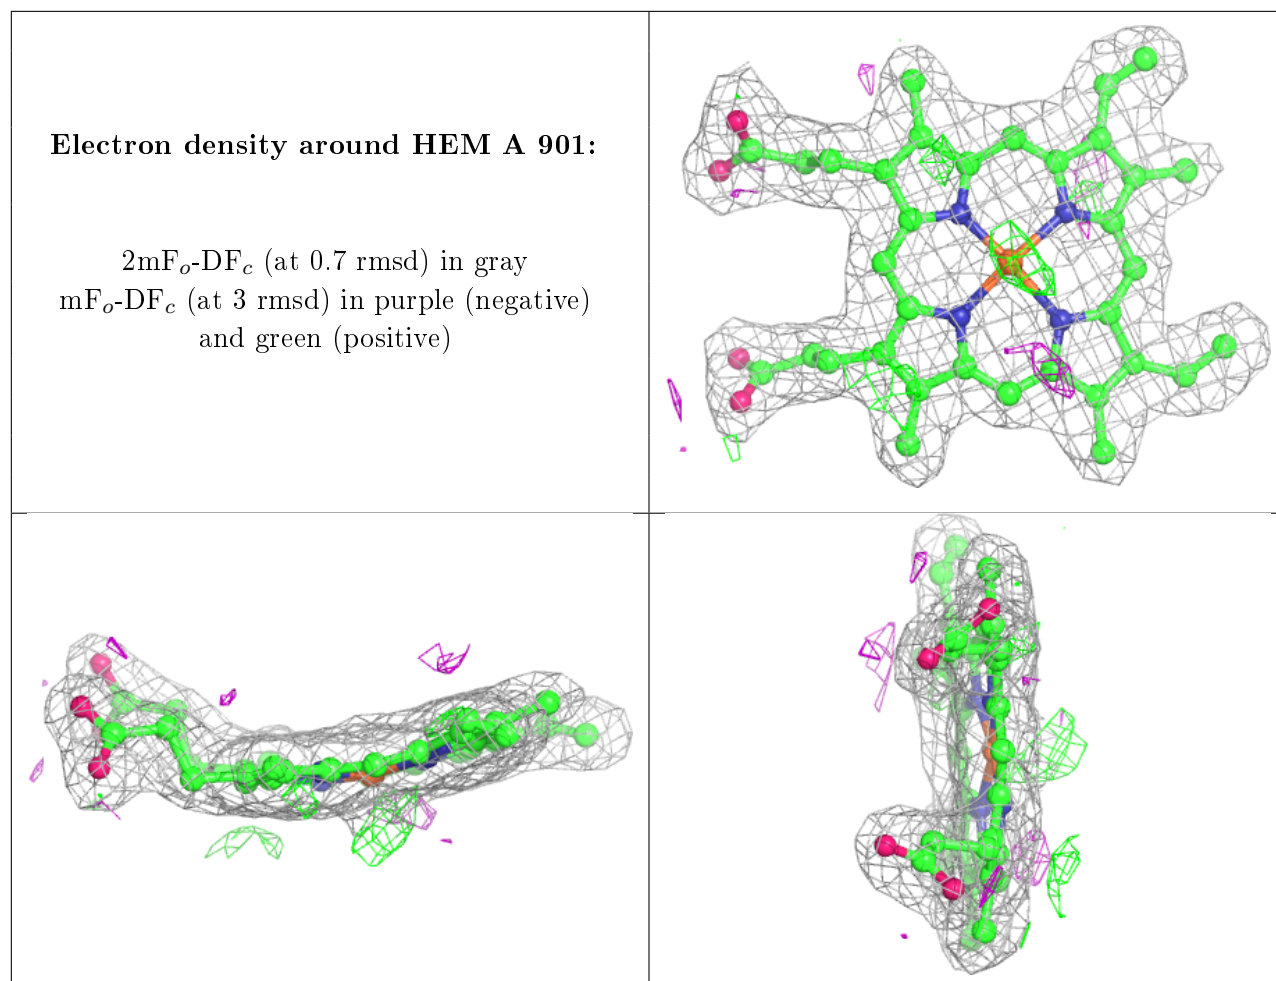 Electron density around HEM A 901:
2mFₒ-DF𝒸 (at 0.7 rmsd) in gray
mFₒ-DF𝒸 (at 3 rmsd) in purple (negative)
and green (positive)